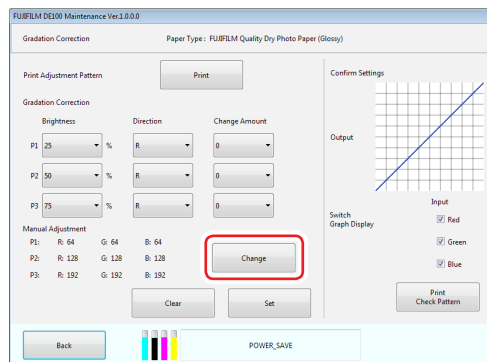 FUJIFILM DE100 Maintenance Ver.1.0.0.0
Gradation Correction
Paper Type : FUJIFILM Quality Dry Photo Paper (Glossy)
Print Adjustment Pattern
Print
Confirm Settings
Gradation Correction
Brightness Direction Change Amount
P1 25 % R 0
P2 50 % R 0
P3 75 % R 0
Output
Input
Manual Adjustment
P1: R: 64 G: 64 B: 64
P2: R: 128 G: 128 B: 128
P3: R: 192 G: 192 B: 192
Change
Switch
Graph Display
Red
Green
Blue
Clear
Set
Print
Check Pattern
Back
POWER_SAVE